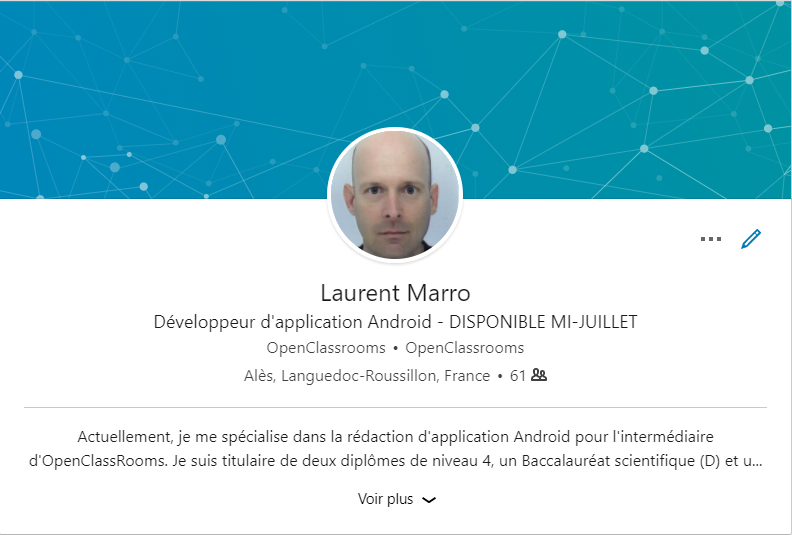 Laurent Marro
Développeur d'application Android - DISPONIBLE MI-JUILLET
OpenClassrooms • OpenClassrooms
Alès, Languedoc-Roussillon, France • 61
Actuellement, je me spécialise dans la rédaction d'application Android pour l'intermédiaire
d'OpenClassRooms. Je suis titulaire de deux diplômes de niveau 4, un Baccalauréat scientifique (D) et u...
Voir plus